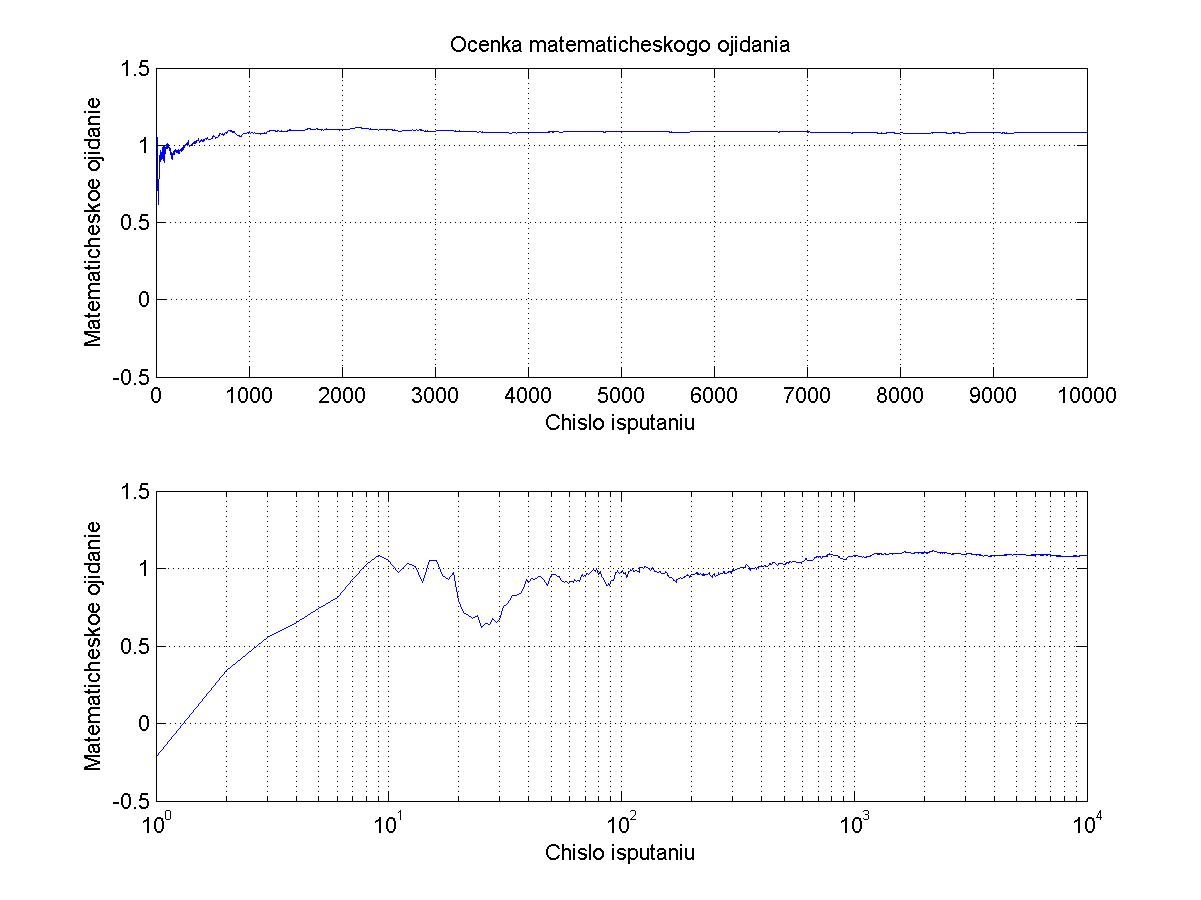 Ocenka matematicheskogo ojidania
1.5
1
0.5
0
-0.5
Matematicheskoe ojidanie
0 1000 2000 3000 4000 5000 6000 7000 8000 9000 10000
Chislo isputaniu
1.5
1
0.5
0
-0.5
Matematicheskoe ojidanie
10^0 10^1 10^2 10^3 10^4
Chislo isputaniu